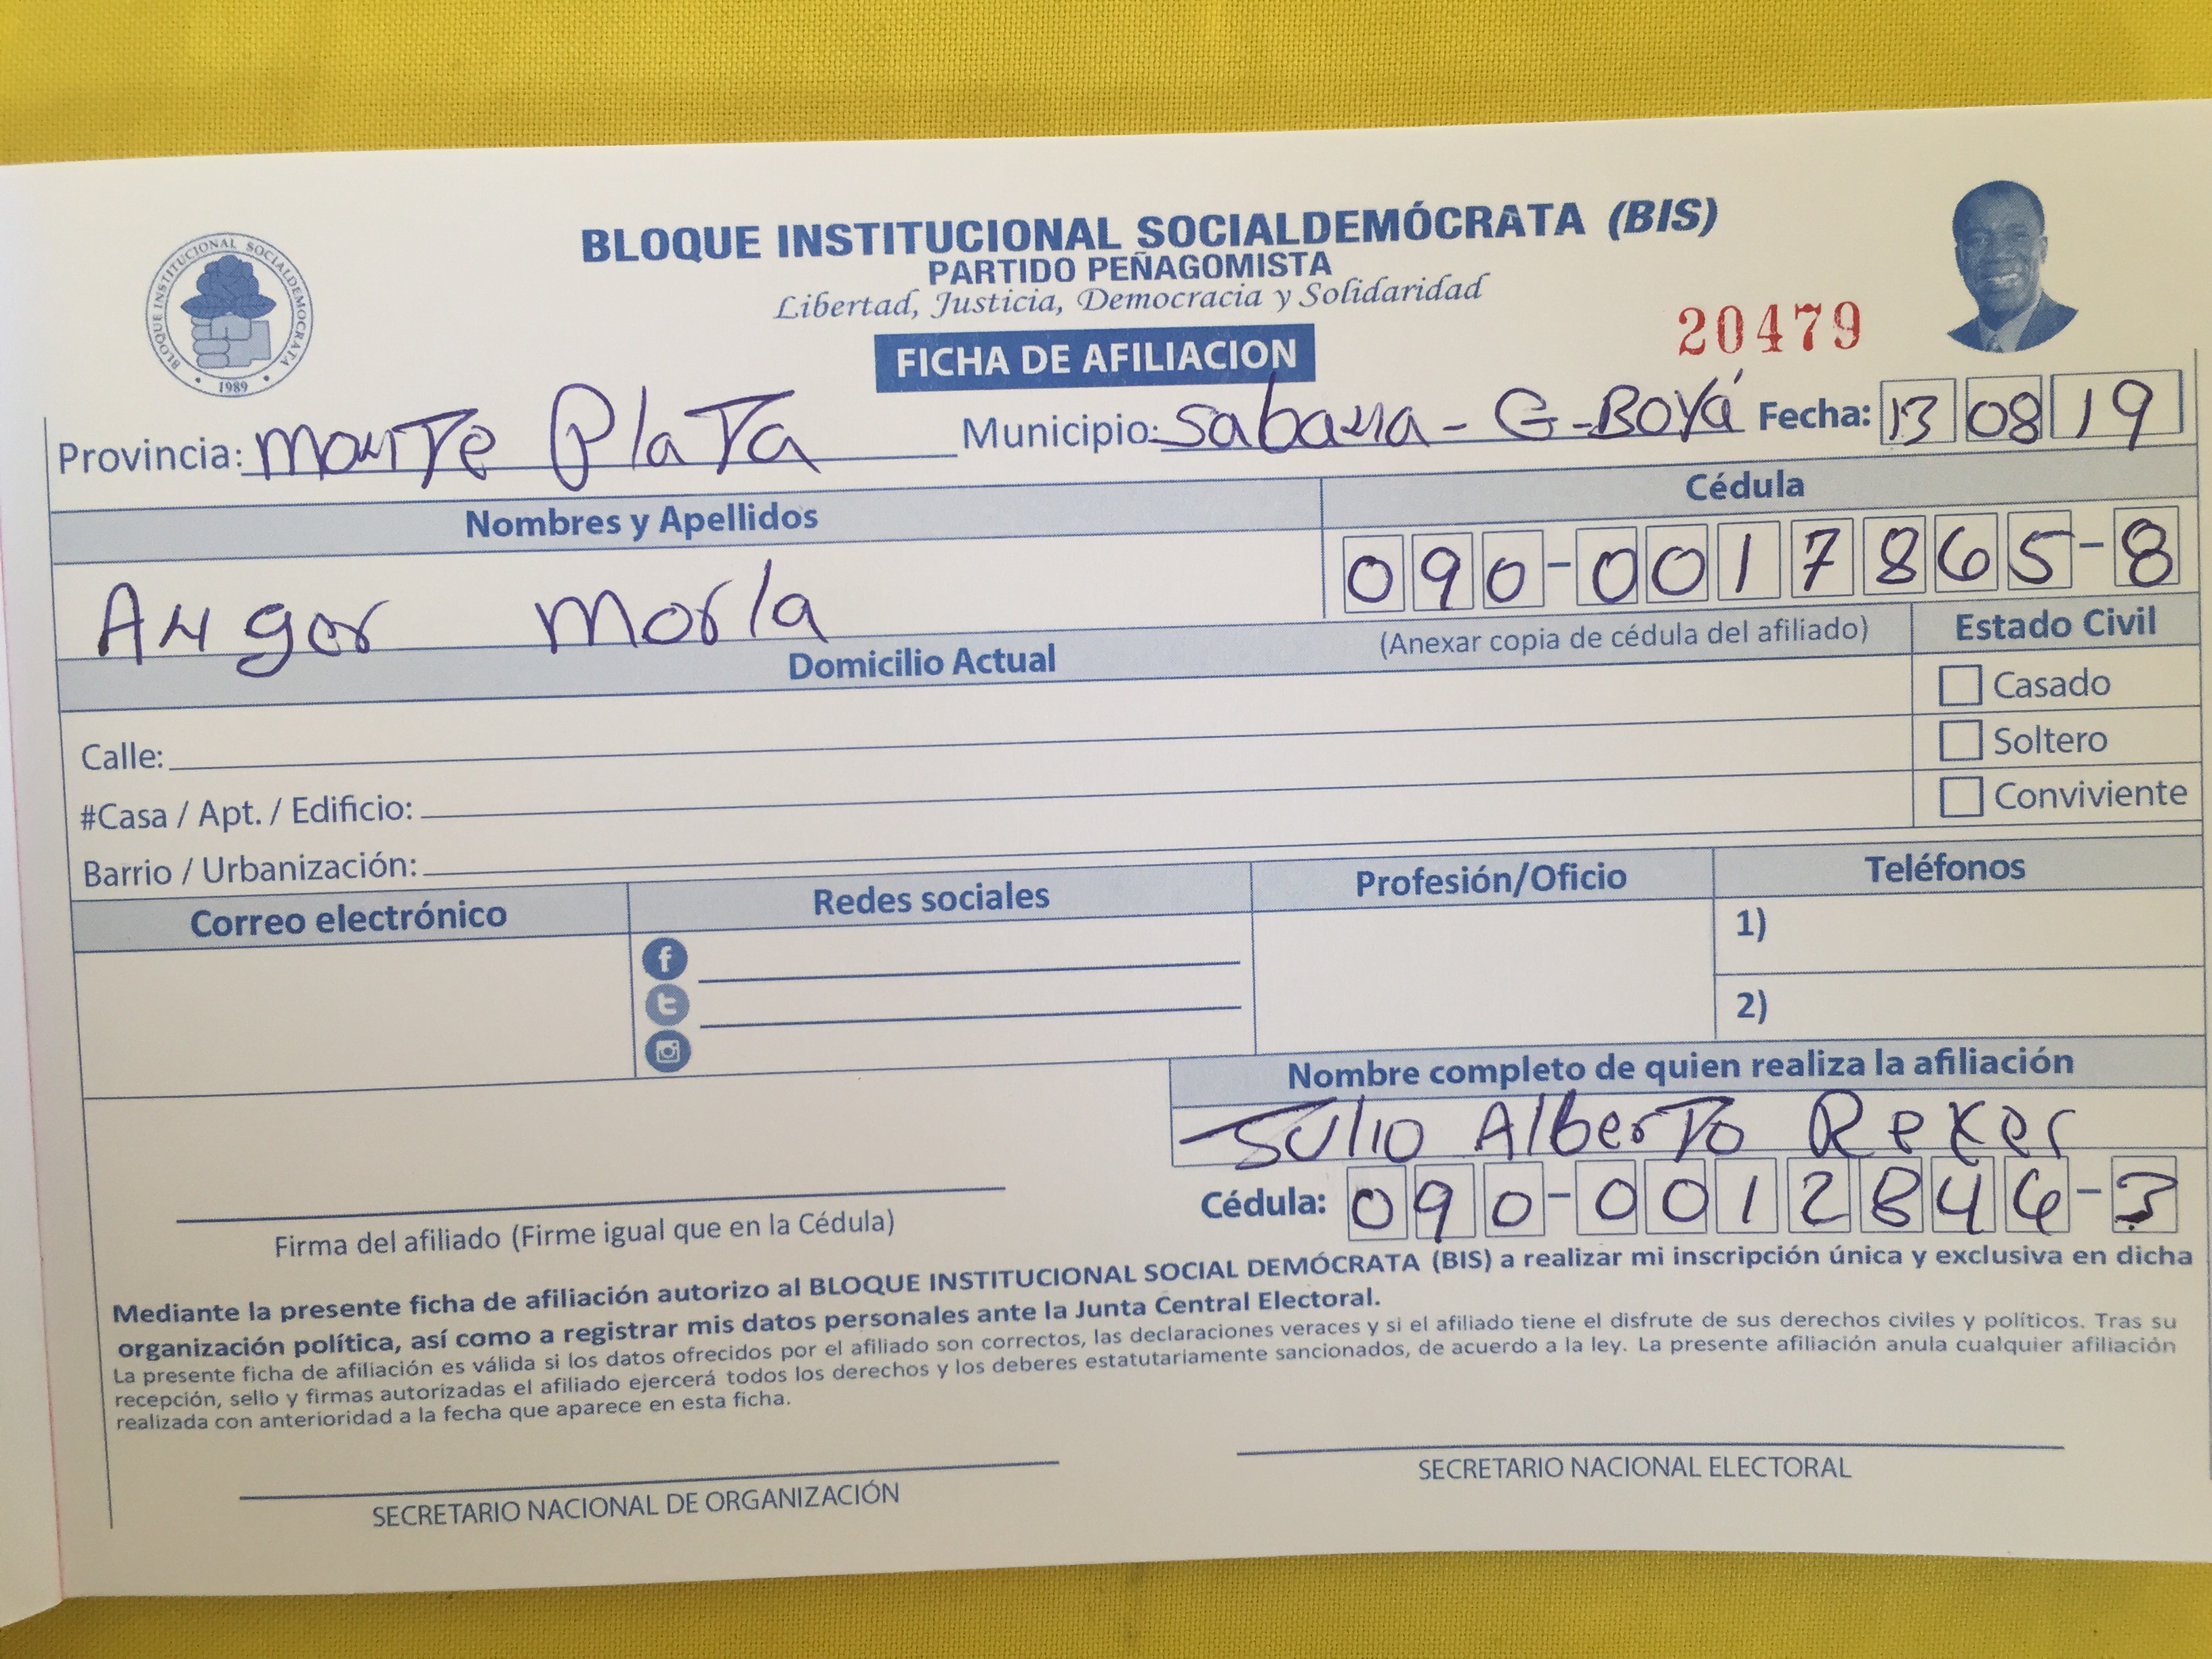 BLOQUE INSTITUCIONAL SOCIALDEMÓCRATA (BIS)
PARTIDO PEÑAGOMISTA
Libertad, Justicia, Democracia y Solidaridad
BLOQUE INSTITUCIONAL SOCIALDEMOCRATA
• 1989 •
20479
FICHA DE AFILIACION
Provincia: Monte Plata Municipio: Sabana - G - Boyá Fecha: 13 08 19
Nombres y Apellidos Cédula
Morla 090-0017865-8
Domicilio Actual (Anexar copia de cédula del afiliado) Estado Civil
Casado
Calle: Soltero
#Casa / Apt. / Edificio: Conviviente
Barrio / Urbanización:
Correo electrónico Redes sociales Profesión/Oficio Teléfonos
1)
2)
Nombre completo de quien realiza la afiliación
Julio Alberto
Cédula: 090-0012846-3
Firma del afiliado (Firme igual que en la Cédula)
Mediante la presente ficha de afiliación autorizo al BLOQUE INSTITUCIONAL SOCIAL DEMÓCRATA (BIS) a realizar mi inscripción única y exclusiva en dicha
organización política, así como a registrar mis datos personales ante la Junta Central Electoral.
La presente ficha de afiliación es válida si los datos ofrecidos por el afiliado son correctos, las declaraciones veraces y si el afiliado tiene el disfrute de sus derechos civiles y políticos. Tras su
recepción, sello y firmas autorizadas el afiliado ejercerá todos los derechos y los deberes estatutariamente sancionados, de acuerdo a la ley. La presente afiliación anula cualquier afiliación
realizada con anterioridad a la fecha que aparece en esta ficha.
SECRETARIO NACIONAL DE ORGANIZACIÓN SECRETARIO NACIONAL ELECTORAL